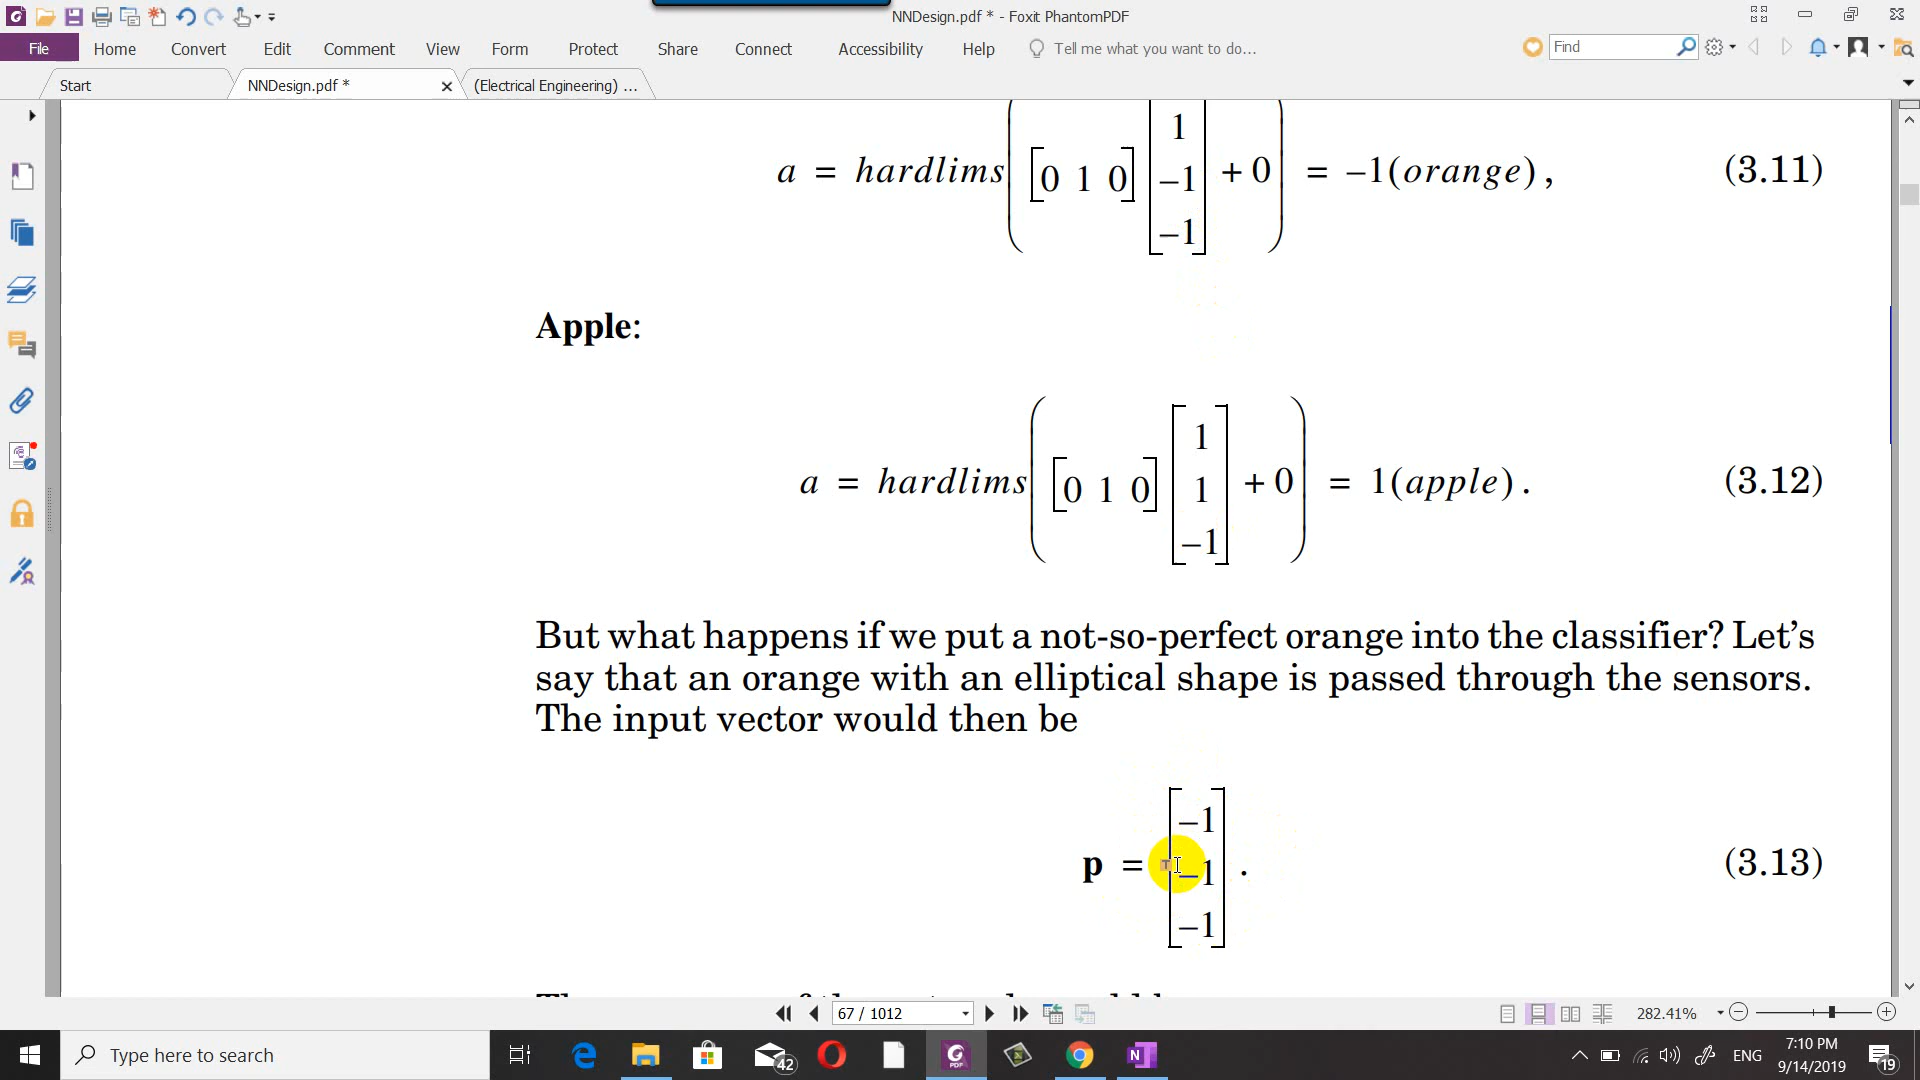 NNDesign.pdf * - Foxit PhantomPDF
File Home Convert Edit Comment View Form Protect Share Connect Accessibility Help Tell me what you want to do... Find
Start NNDesign.pdf * (Electrical Engineering) ...
a = hardlims( [0 1 0] [1 –1 –1] + 0 ) = –1(orange), (3.11)
Apple:
a = hardlims( [0 1 0] [1 1 –1] + 0 ) = 1(apple). (3.12)
But what happens if we put a not-so-perfect orange into the classifier? Let's
say that an orange with an elliptical shape is passed through the sensors.
The input vector would then be
p = [–1 –1 –1] . (3.13)
67 / 1012 282.41%
Type here to search 42 ENG 7:10 PM 19
9/14/2019